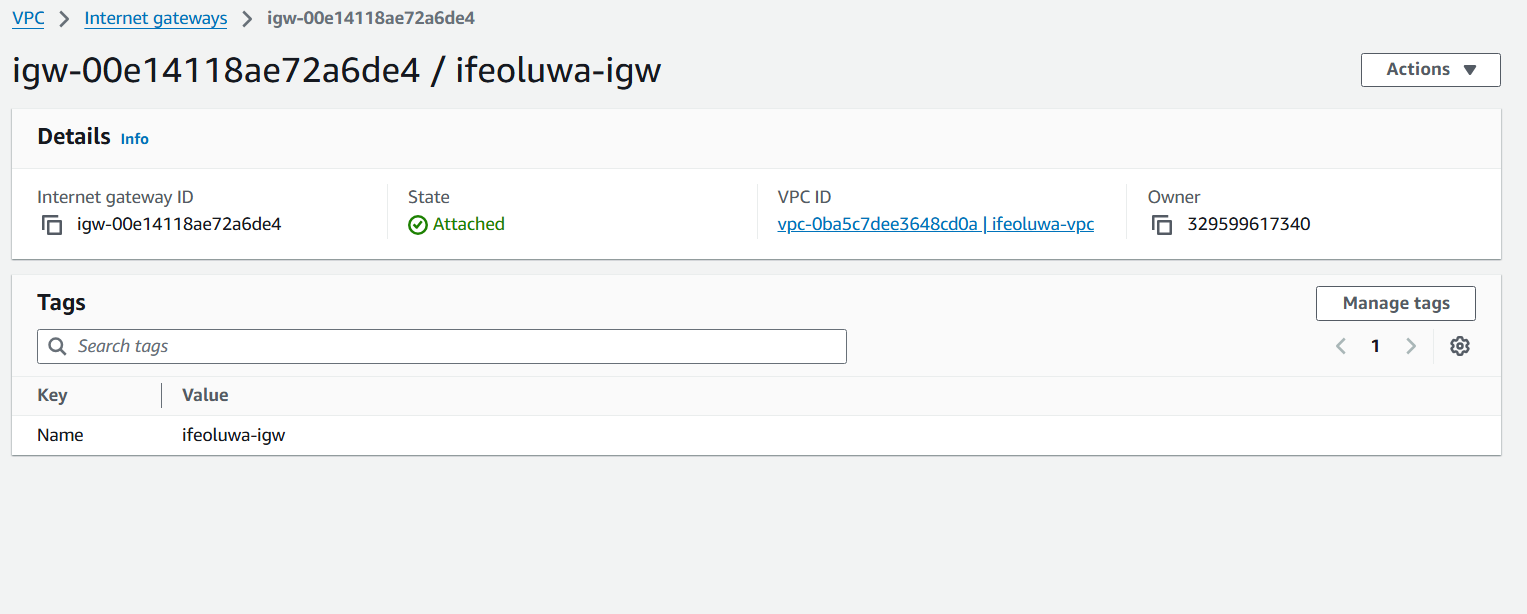 VPC > Internet gateways > igw-00e14118ae72a6de4
igw-00e14118ae72a6de4 / ifeoluwa-igw
Actions
Details Info
Internet gateway ID State VPC ID Owner
igw-00e14118ae72a6de4 Attached vpc-0ba5c7dee3648cd0a | ifeoluwa-vpc 329599617340
Tags
Manage tags
Search tags
1
Key Value
Name ifeoluwa-igw